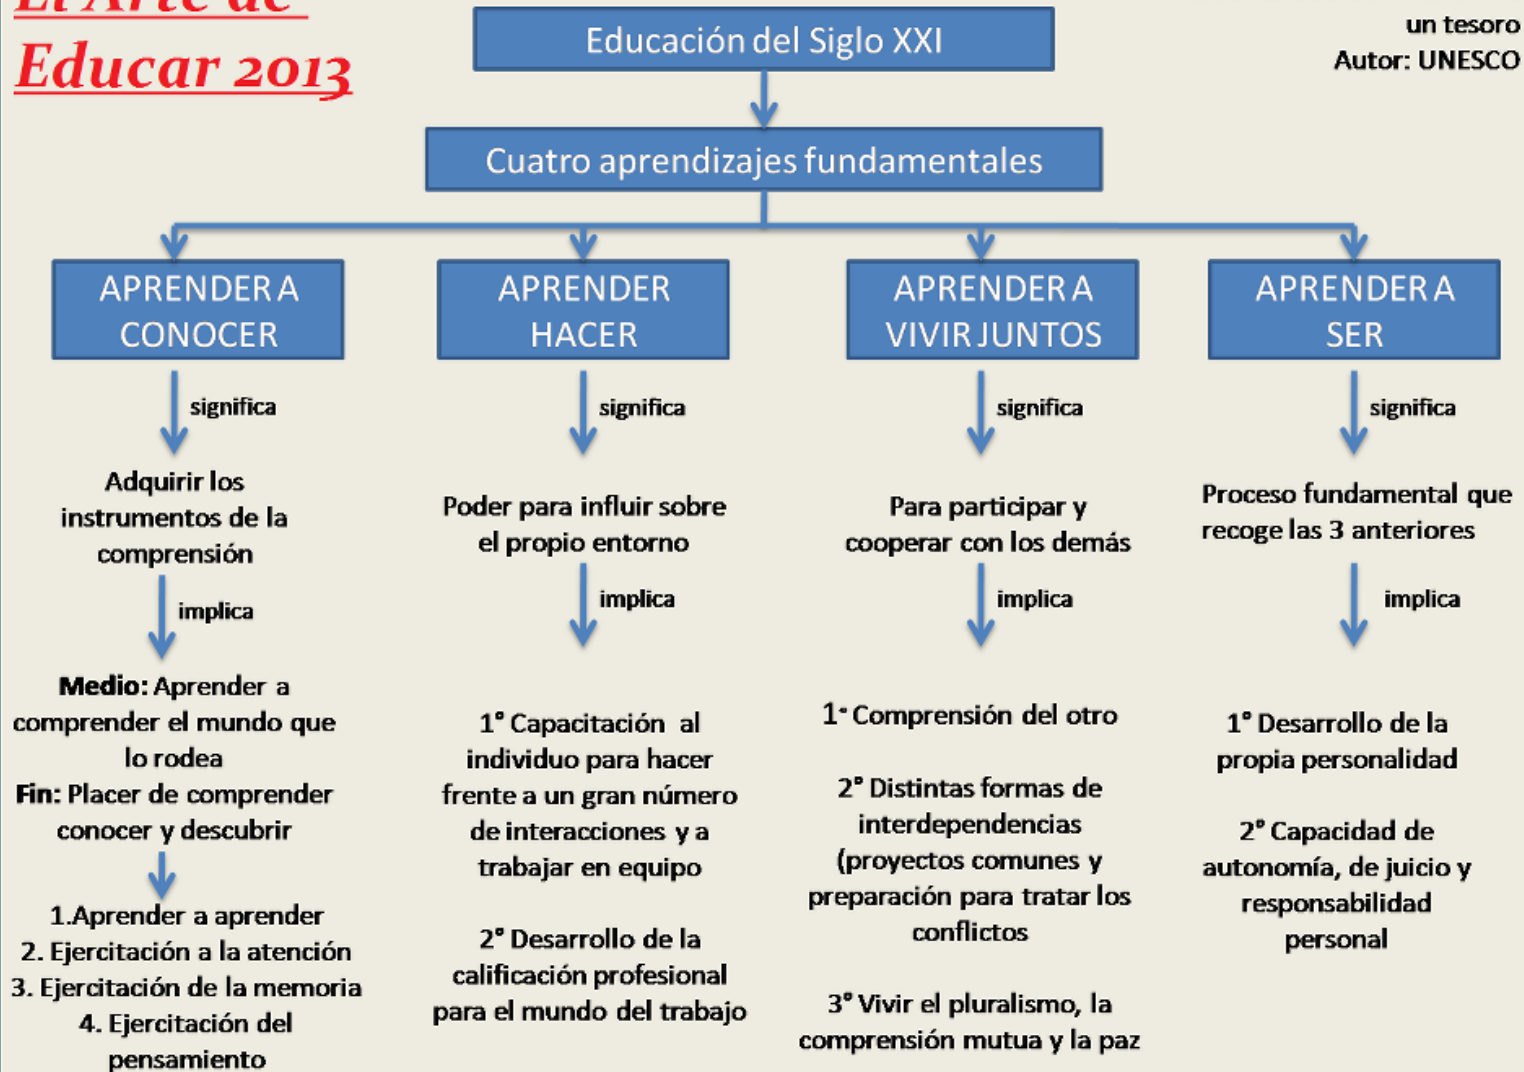 El Arte de
Educar 2013
un tesoro
Autor: UNESCO
Educación del Siglo XXI
Cuatro aprendizajes fundamentales
APRENDER A
CONOCER
significa
Adquirir los
instrumentos de la
comprensión
implica
Medio: Aprender a
comprender el mundo que
lo rodea
Fin: Placer de comprender
conocer y descubrir
1.Aprender a aprender
2. Ejercitación a la atención
3. Ejercitación de la memoria
4. Ejercitación del
pensamiento
APRENDER
HACER
significa
Poder para influir sobre
el propio entorno
implica
1° Capacitación al
individuo para hacer
frente a un gran número
de interacciones y a
trabajar en equipo
2° Desarrollo de la
calificación profesional
para el mundo del trabajo
APRENDER A
VIVIR JUNTOS
significa
Para participar y
cooperar con los demás
implica
1° Comprensión del otro
2° Distintas formas de
interdependencias
(proyectos comunes y
preparación para tratar los
conflictos
3° Vivir el pluralismo, la
comprensión mutua y la paz
APRENDER A
SER
significa
Proceso fundamental que
recoge las 3 anteriores
implica
1° Desarrollo de la
propia personalidad
2° Capacidad de
autonomía, de juicio y
responsabilidad
personal